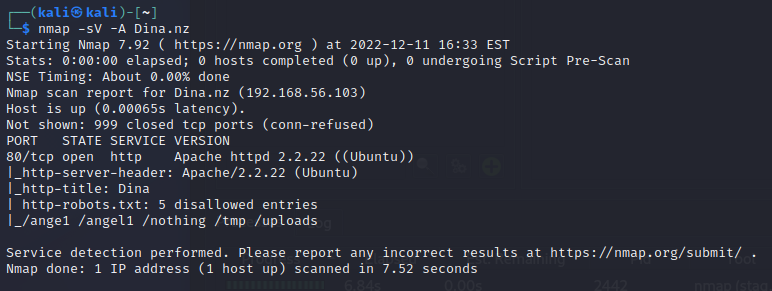 (kali㉿kali)-[~]
$ nmap -sV -A Dina.nz
Starting Nmap 7.92 ( https://nmap.org ) at 2022-12-11 16:33 EST
Stats: 0:00:00 elapsed; 0 hosts completed (0 up), 0 undergoing Script Pre-Scan
NSE Timing: About 0.00% done
Nmap scan report for Dina.nz (192.168.56.103)
Host is up (0.00065s latency).
Not shown: 999 closed tcp ports (conn-refused)
PORT   STATE SERVICE VERSION
80/tcp open  http    Apache httpd 2.2.22 ((Ubuntu))
|_http-server-header: Apache/2.2.22 (Ubuntu)
|_http-title: Dina
| http-robots.txt: 5 disallowed entries
|_/ange1 /angel1 /nothing /tmp /uploads
Service detection performed. Please report any incorrect results at https://nmap.org/submit/ .
Nmap done: 1 IP address (1 host up) scanned in 7.52 seconds